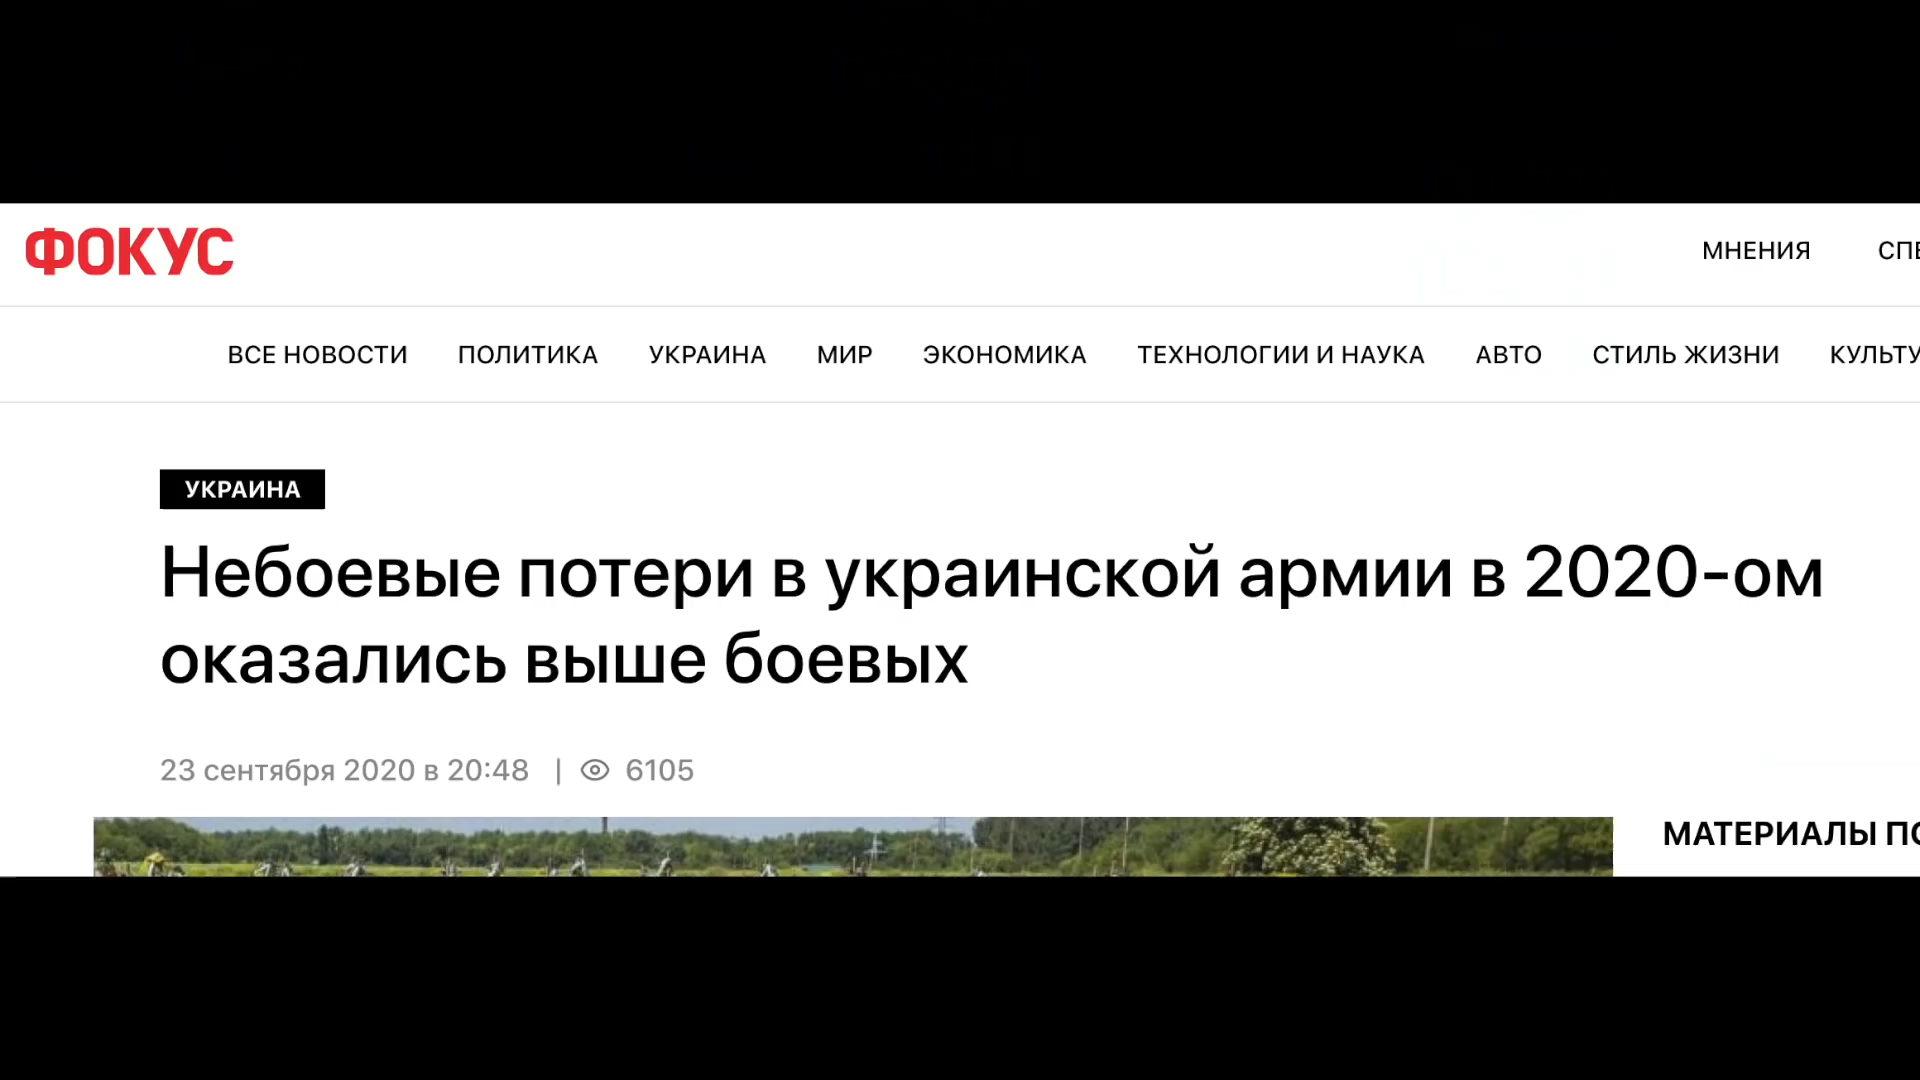 ФОКУС
МНЕНИЯ
ВСЕ НОВОСТИ ПОЛИТИКА УКРАИНА МИР ЭКОНОМИКА ТЕХНОЛОГИИ И НАУКА АВТО СТИЛЬ ЖИЗНИ
УКРАИНА
Небоевые потери в украинской армии в 2020-ом
оказались выше боевых
23 сентября 2020 в 20:48 | 6105
МАТЕРИАЛЫ